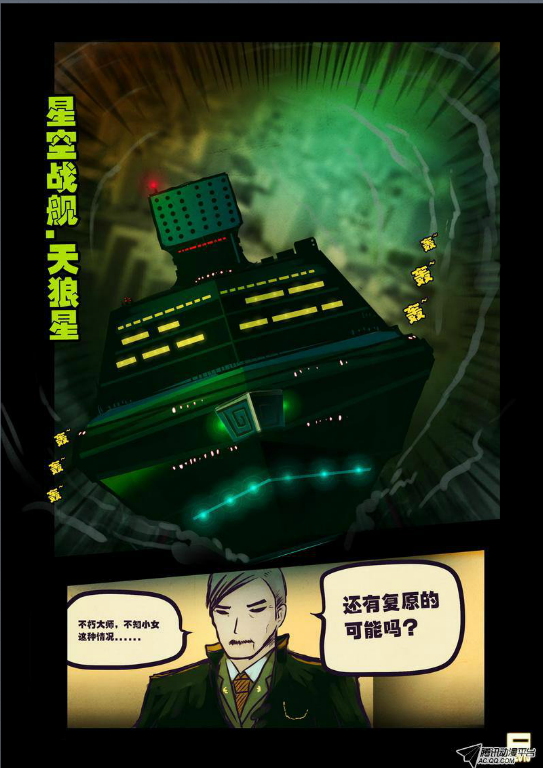 星空战舰.天狼星
轰~
轰~
轰~
轰~
轰~
轰~
不朽大师，不知小女
这种情况......
还有复原的
可能吗？
腾讯动漫平台
AC.QQ.COM